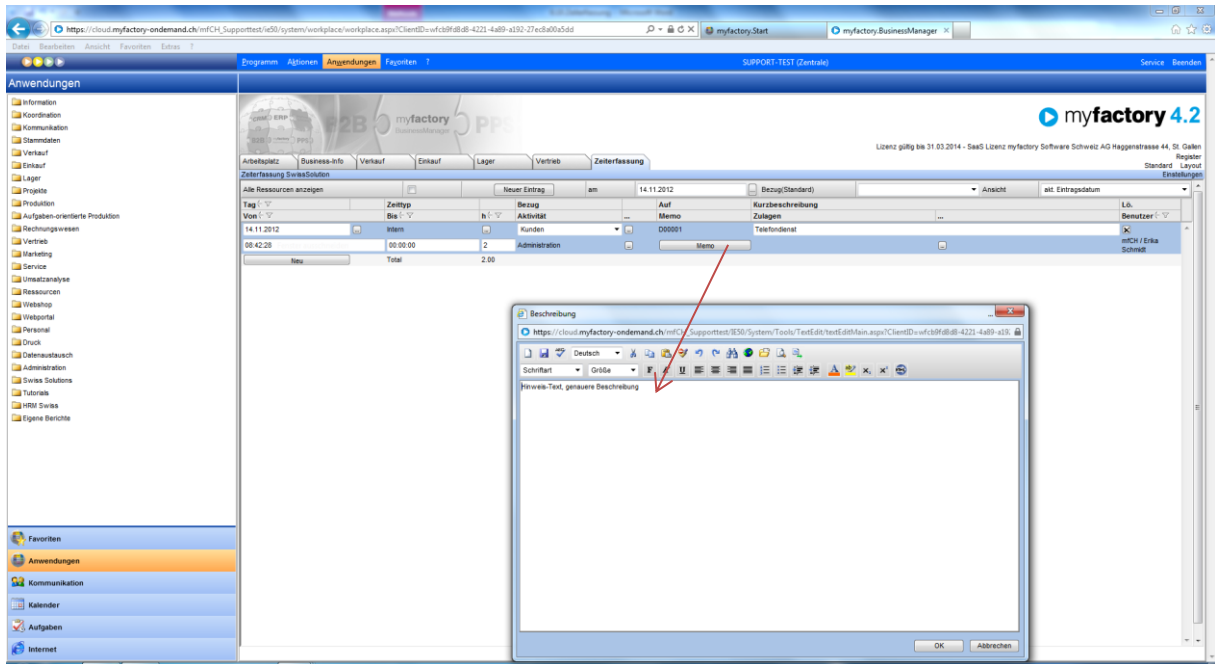 https://cloud.myfactory-ondemand.ch/mfCH_Supporttest/ie50/system/workplace/workplace.aspx?ClientID=wfcb9fd8d8-4221-4a89-a192-27ec8a00a5dd
myfactory.Start
myfactory.BusinessManager
Datei Bearbeiten Ansicht Favoriten Extras ?
Programm Aktionen Anwendungen Favoriten ?
SUPPORT-TEST (Zentrale)
Service Beenden
Anwendungen
Information
Koordination
Kommunikation
Stammdaten
Verkauf
Einkauf
Lager
Projekte
Produktion
Aufgaben-orientierte Produktion
Rechnungswesen
Vertrieb
Marketing
Service
Umsatzanalyse
Ressourcen
Webshop
Webportal
Personal
Druck
Datenaustausch
Administration
Swiss Solutions
Tutorials
HRM Swiss
Eigene Berichte
Favoriten
Anwendungen
Kommunikation
Kalender
Aufgaben
Internet
CRM ERP
B2B PPS
B2B
myfactory
BusinessManager
PPS
myfactory 4.2
Lizenz gültig bis 31.03.2014 - SaaS Lizenz myfactory Software Schweiz AG Haggenstrasse 44, St. Gallen
Register
Standard Layout
Einstellungen
Arbeitsplatz Business-Info Verkauf Einkauf Lager Vertrieb Zeiterfassung
Zeiterfassung SwissSolution
Alle Ressourcen anzeigen Neuer Eintrag am 14.11.2012 Bezug(Standard) Ansicht akt. Eintragsdatum
Tag Zeittyp Bezug Auf Kurzbeschreibung Lö.
Von Bis h Aktivität ... Memo Zulagen ... Benutzer
14.11.2012 Intern Kunden D00001 Telefondienst
08:42:28 00:00:00 2 Administration Memo mfCH / Erika Schmidt
Neu Total 2.00
Beschreibung
https://cloud.myfactory-ondemand.ch/mfCH_Supporttest/IE50/System/Tools/TextEdit/textEditMain.aspx?ClientID=wfcb9fd8d8-4221-4a89-a19
Deutsch
Schriftart Größe F K U
Hinweis-Text, genauere Beschreibung
OK Abbrechen